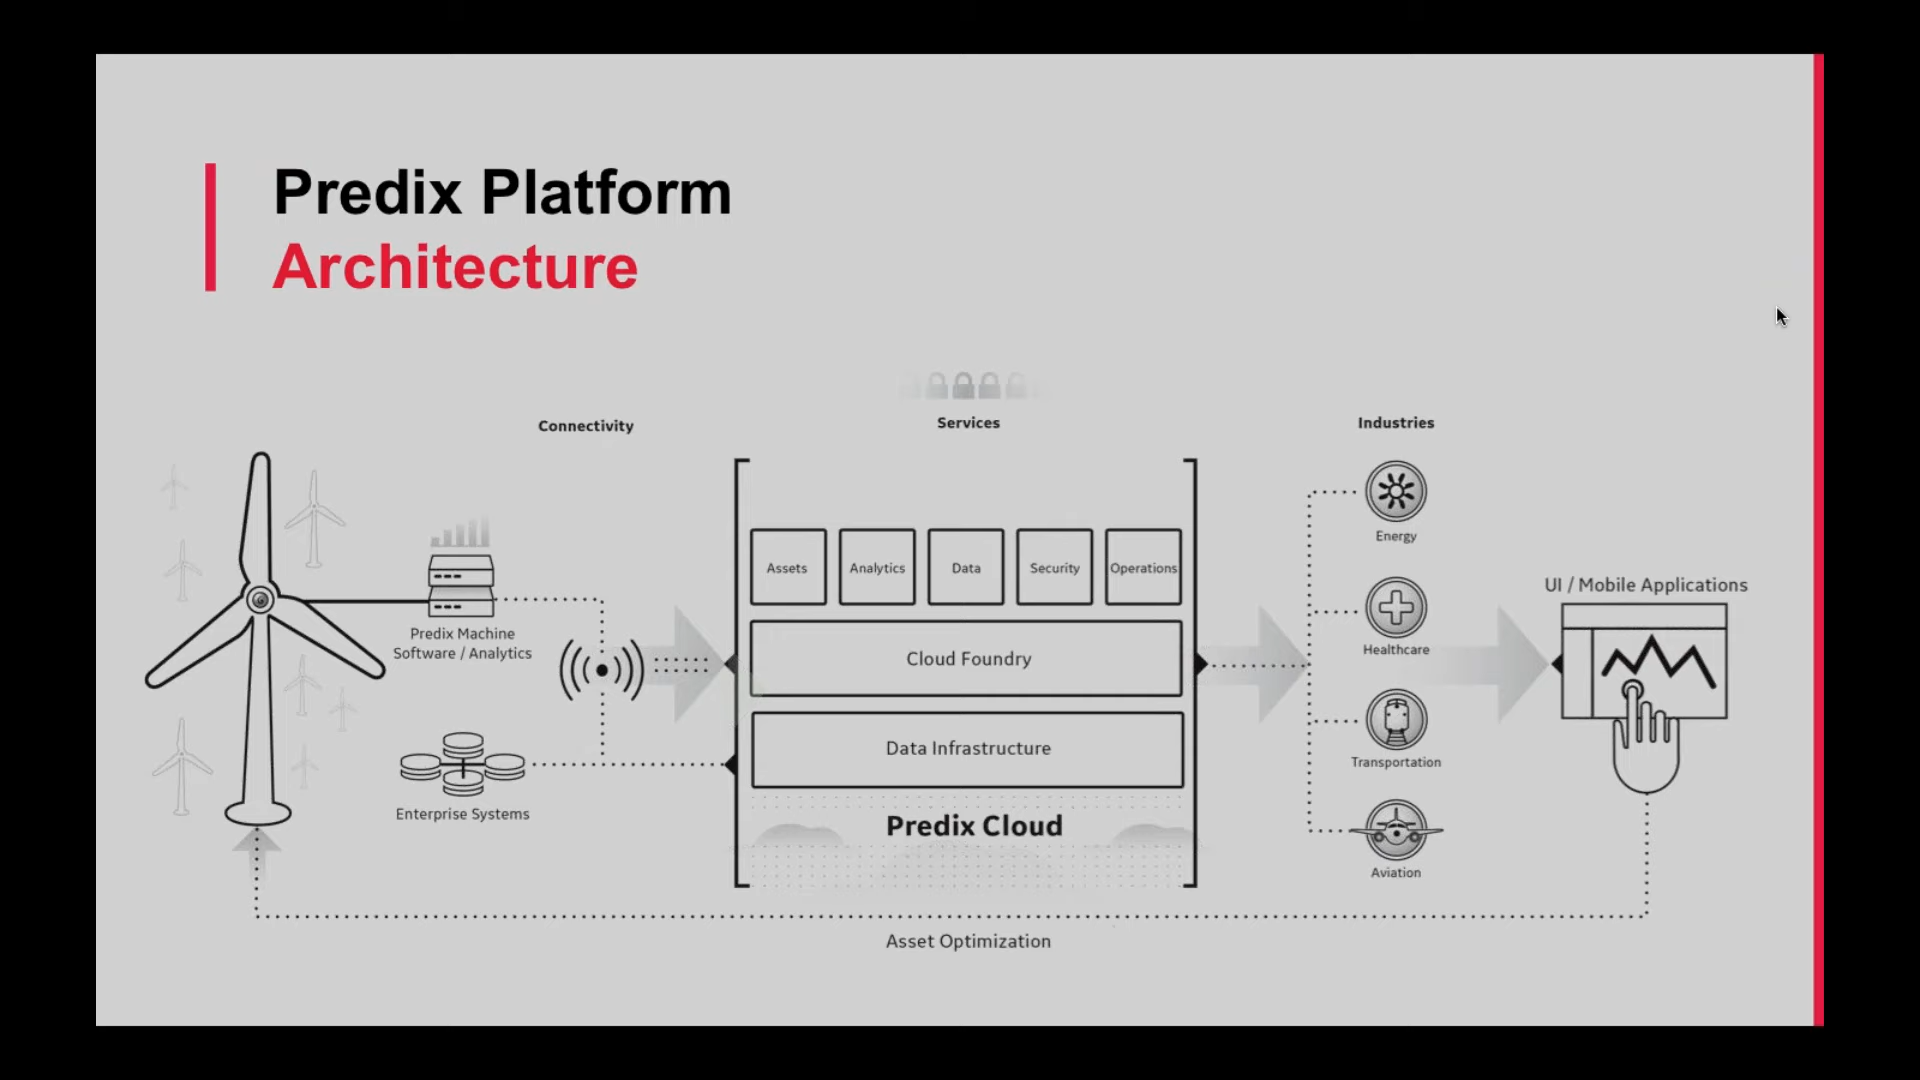 Predix Platform
Architecture
Connectivity
Services
Industries
Assets
Analytics
Data
Security
Operations
Energy
UI / Mobile Applications
Predix Machine
Software / Analytics
Cloud Foundry
Healthcare
Data Infrastructure
Transportation
Enterprise Systems
Predix Cloud
Aviation
Asset Optimization